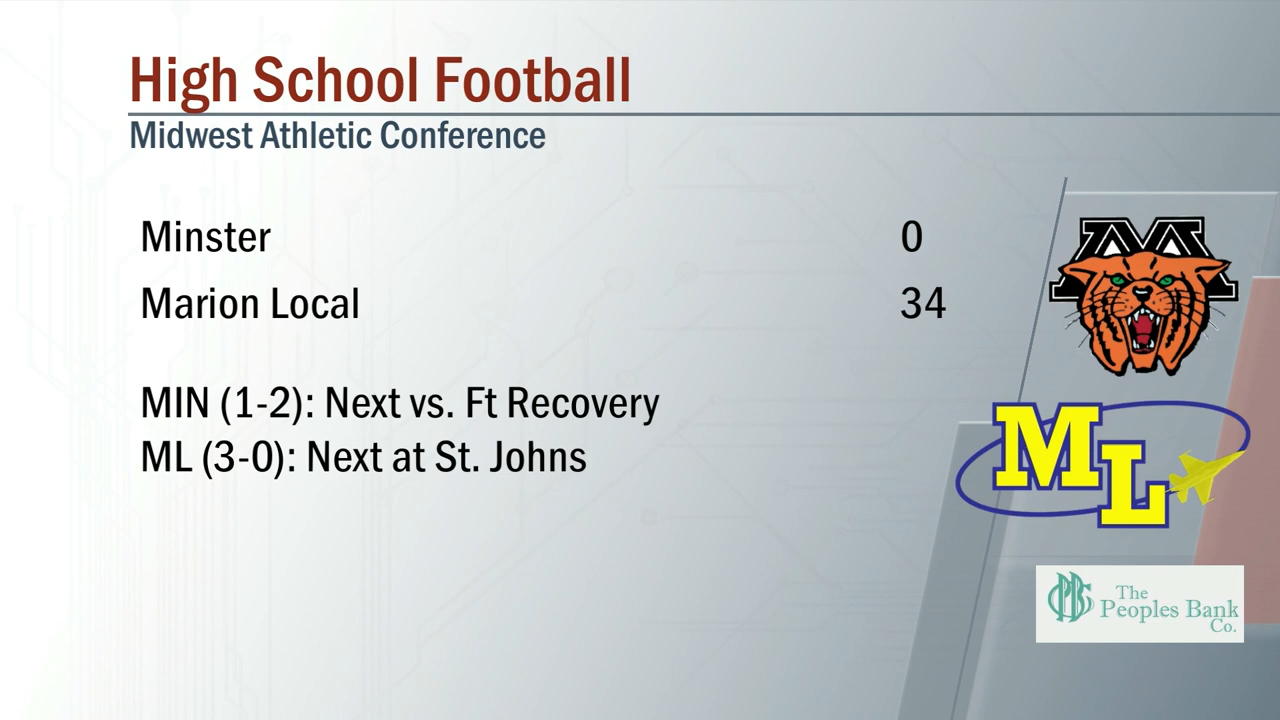 High School Football
Midwest Athletic Conference
Minster 0
Marion Local 34
MIN (1-2): Next vs. Ft Recovery
ML (3-0): Next at St. Johns
M
ML
PBC
The
Peoples Bank
Co.